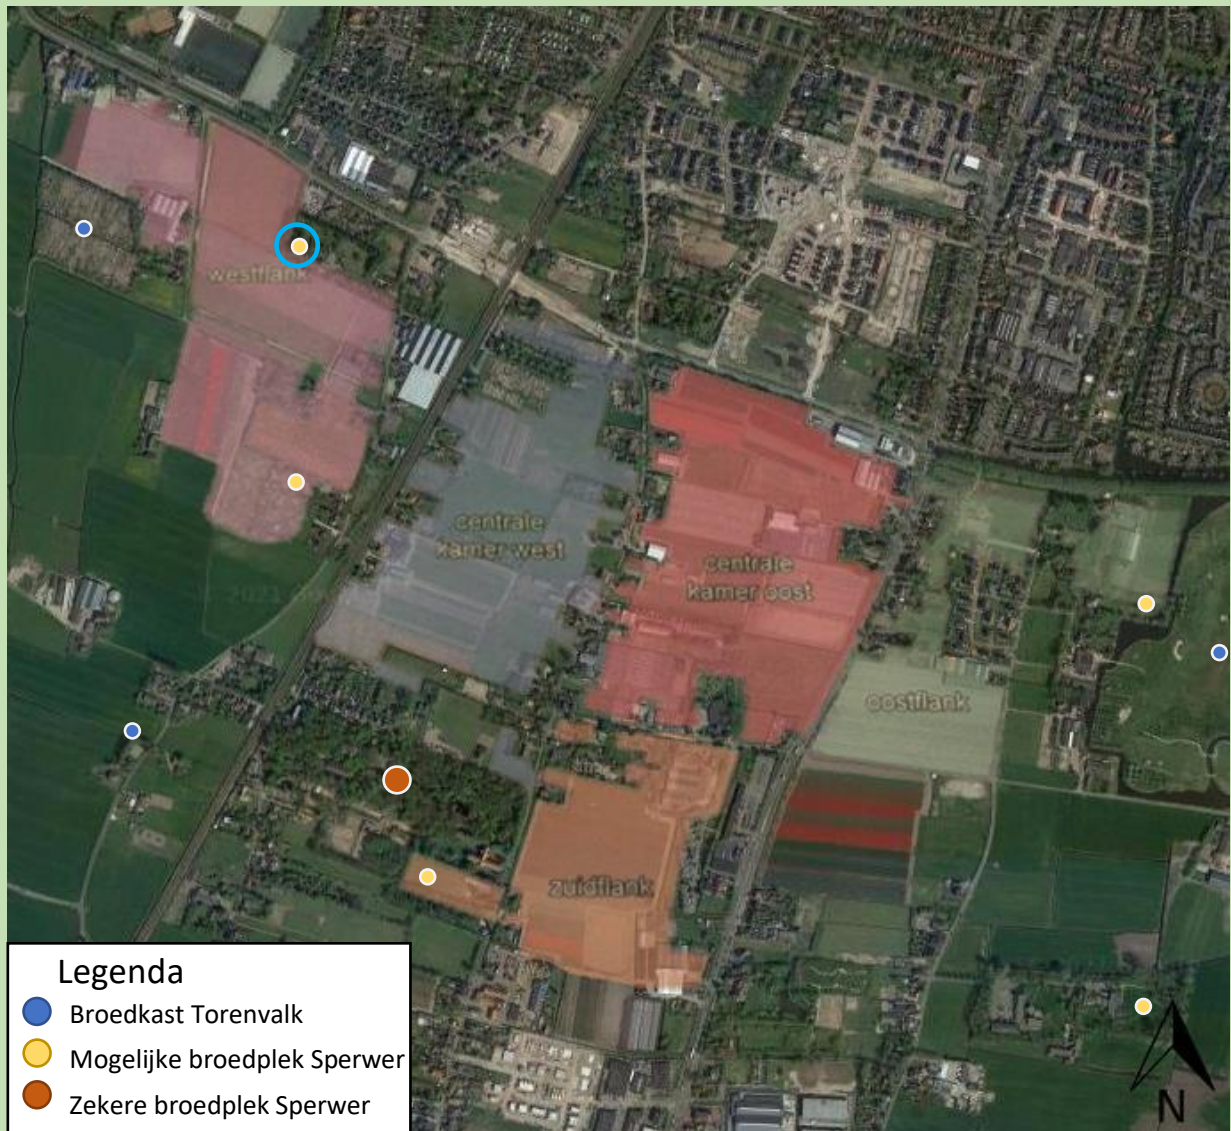 westflank
centrale
kamer west
centrale
kamer oost
oostflank
zuidflank
Legenda
Broedkast Torenvalk
Mogelijke broedplek Sperwer
Zekere broedplek Sperwer
N